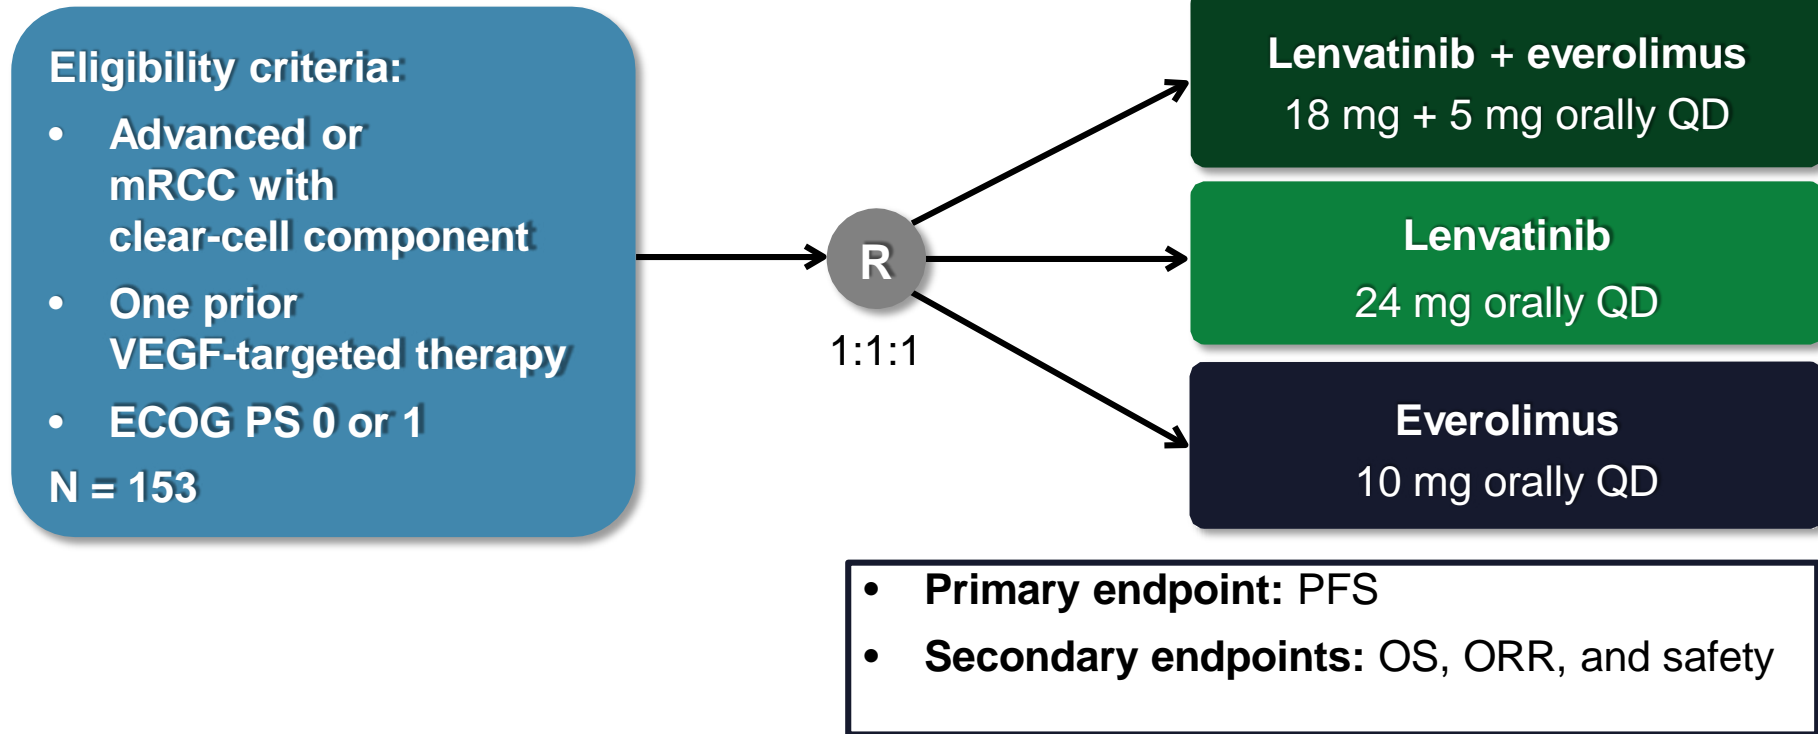 Eligibility criteria:
• Advanced or
mRCC with
clear-cell component
• One prior
VEGF-targeted therapy
• ECOG PS 0 or 1
N = 153
R
1:1:1
Lenvatinib + everolimus
18 mg + 5 mg orally QD
Lenvatinib
24 mg orally QD
Everolimus
10 mg orally QD
• Primary endpoint: PFS
• Secondary endpoints: OS, ORR, and safety